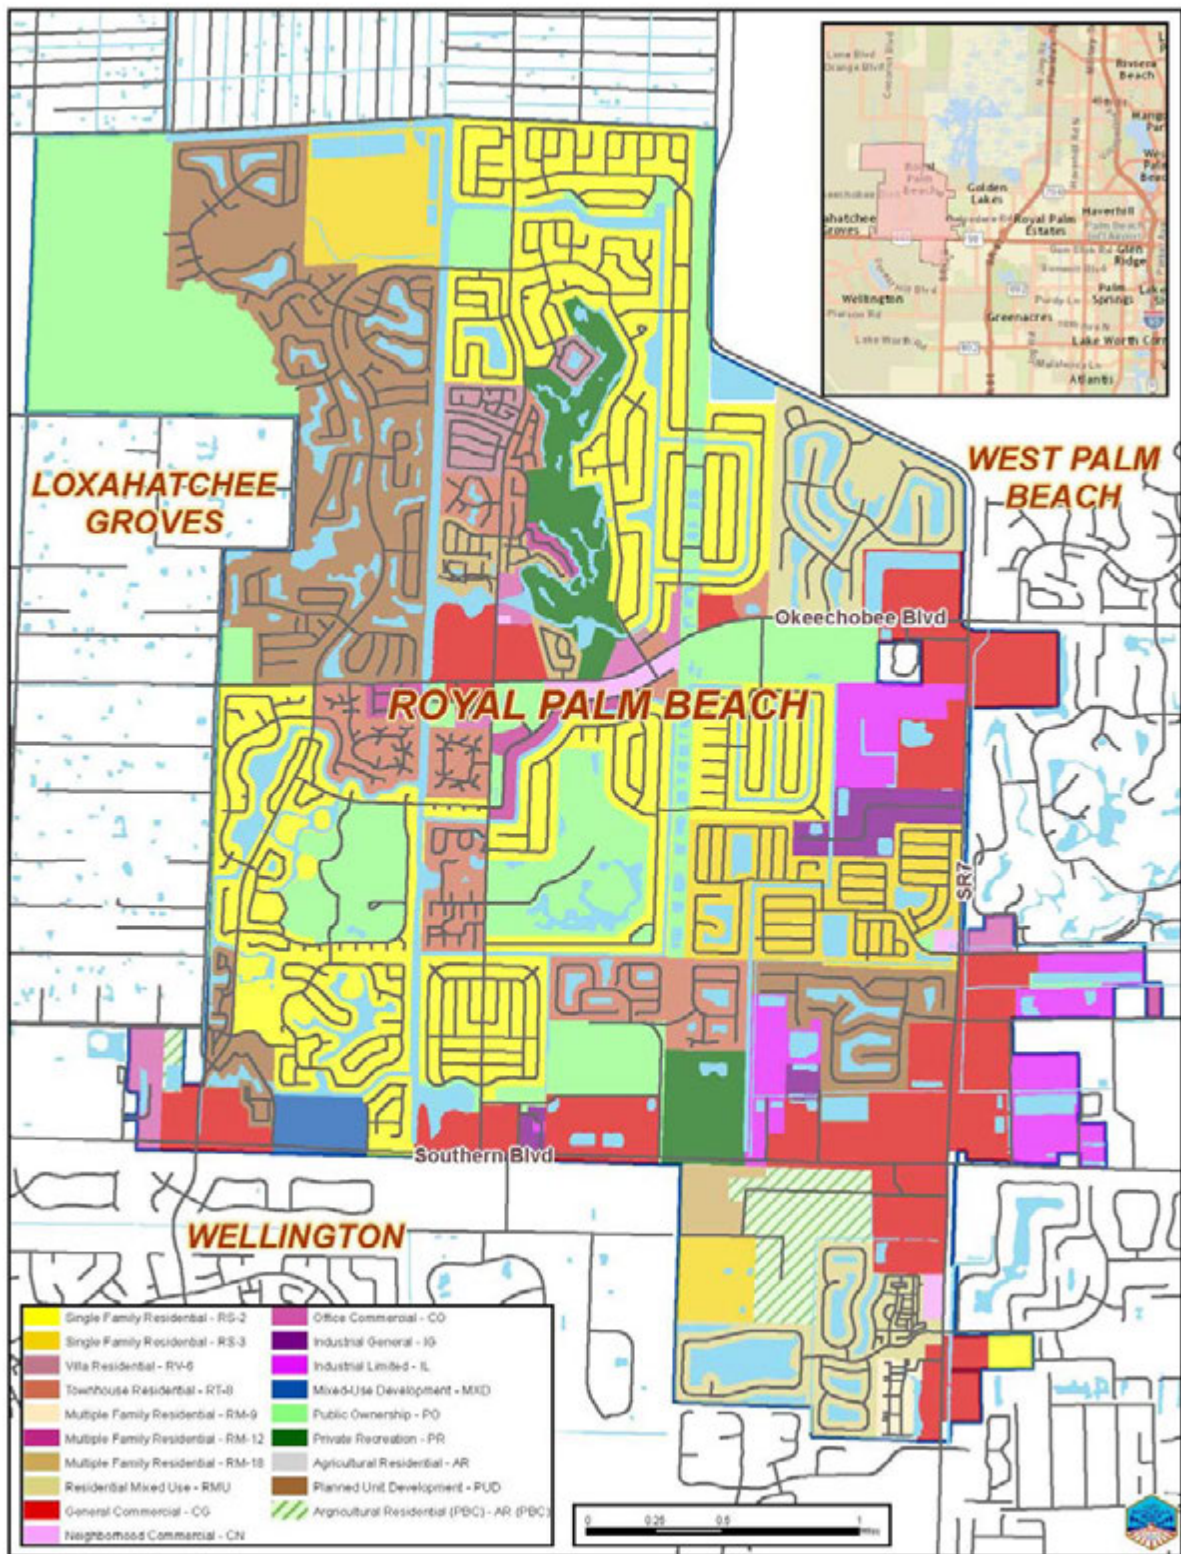 Riviera
Beach
Golden
Lakes
Haverhill
Royal Palm
Estates
Glen
Ridge
Palm
Springs
Wellington
Greenacres
Lake Worth Corr
Atlantis
LOXAHATCHEE
GROVES
WEST PALM
BEACH
Okeechobee Blvd
ROYAL PALM BEACH
SR7
Southern Blvd
WELLINGTON
Single Family Residential - RS-2
Single Family Residential - RS-3
Villa Residential - RV-6
Townhouse Residential - RT-8
Multiple Family Residential - RM-9
Multiple Family Residential - RM-12
Multiple Family Residential - RM-18
Residential Mixed Use - RMU
General Commercial - CG
Neighborhood Commercial - CN
Office Commercial - CO
Industrial General - IG
Industrial Limited - IL
Mixed-Use Development - MXD
Public Ownership - PO
Private Recreation - PR
Agricultural Residential - AR
Planned Unit Development - PUD
Argricultural Residential (PBC) - AR (PBC)
0 0.25 0.5 1
Miles